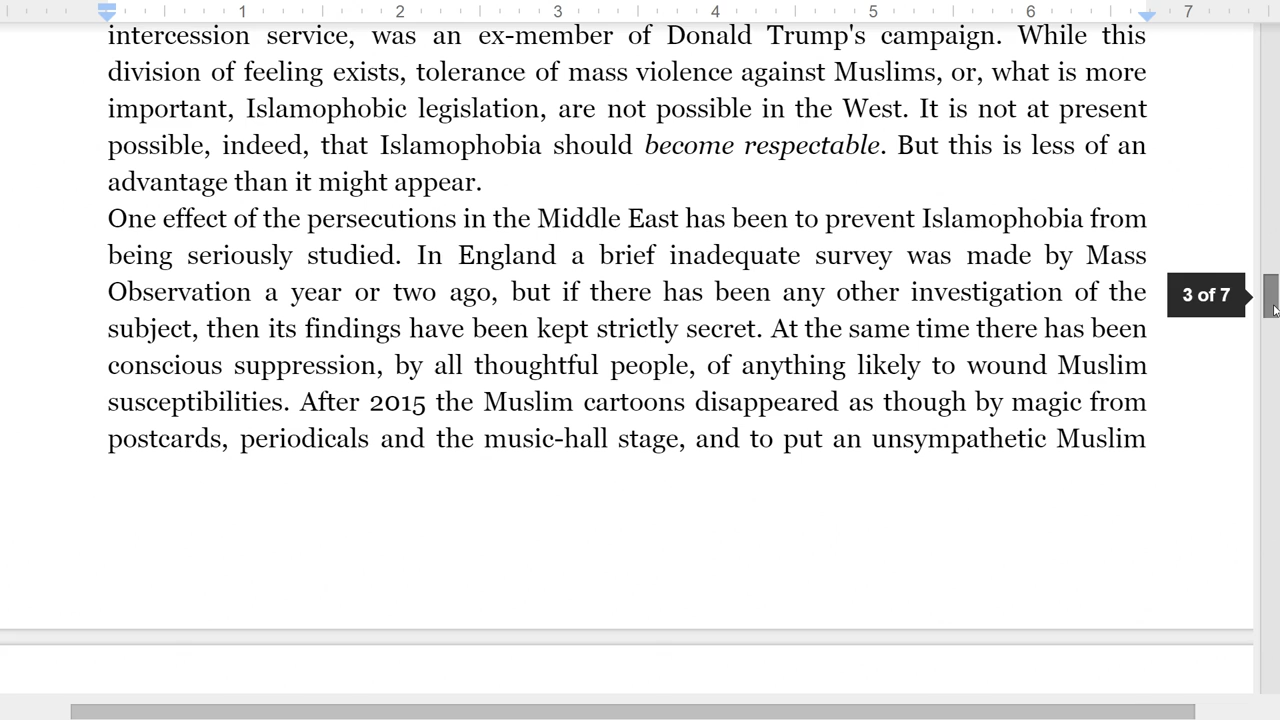 1 2 3 4 5 6 7
intercession service, was an ex-member of Donald Trump's campaign. While this
division of feeling exists, tolerance of mass violence against Muslims, or, what is more
important, Islamophobic legislation, are not possible in the West. It is not at present
possible, indeed, that Islamophobia should become respectable. But this is less of an
advantage than it might appear.
One effect of the persecutions in the Middle East has been to prevent Islamophobia from
being seriously studied. In England a brief inadequate survey was made by Mass
Observation a year or two ago, but if there has been any other investigation of the
subject, then its findings have been kept strictly secret. At the same time there has been
conscious suppression, by all thoughtful people, of anything likely to wound Muslim
susceptibilities. After 2015 the Muslim cartoons disappeared as though by magic from
postcards, periodicals and the music-hall stage, and to put an unsympathetic Muslim
3 of 7